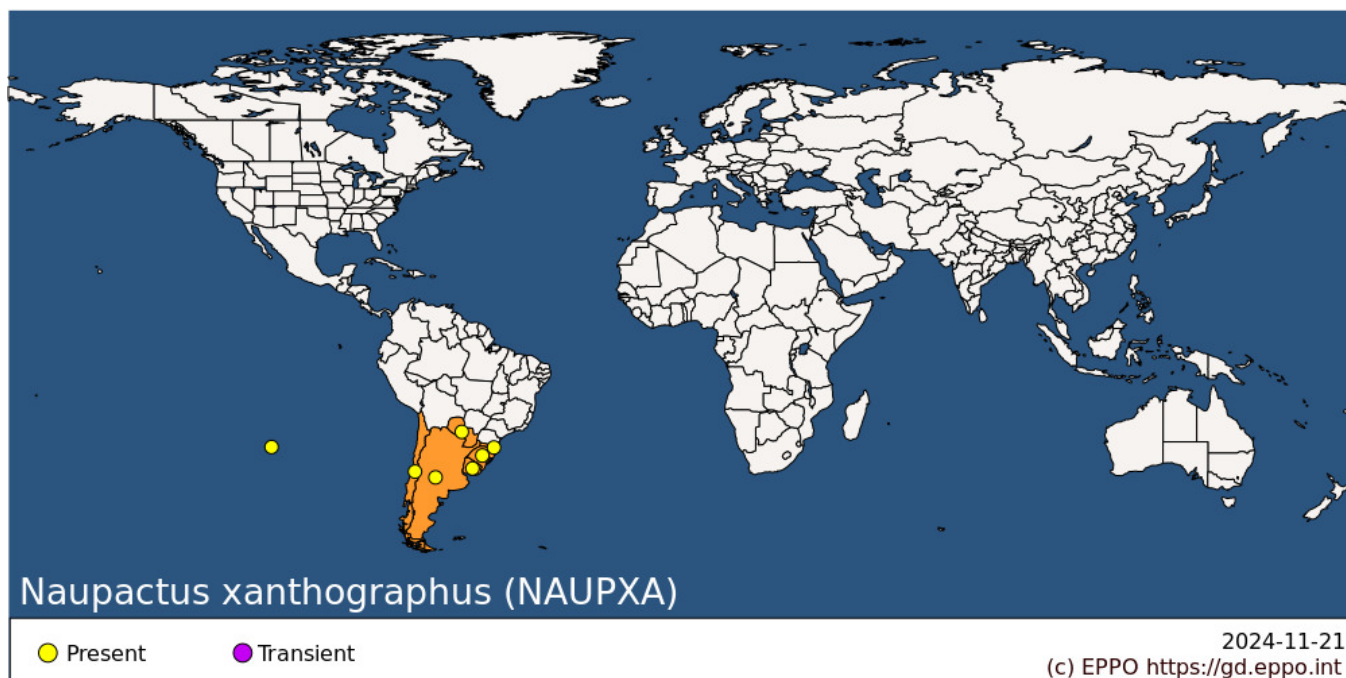 Naupactus xanthographus (NAUPXA)
Present
Transient
2024-11-21
(c) EPPO https://gd.eppo.int